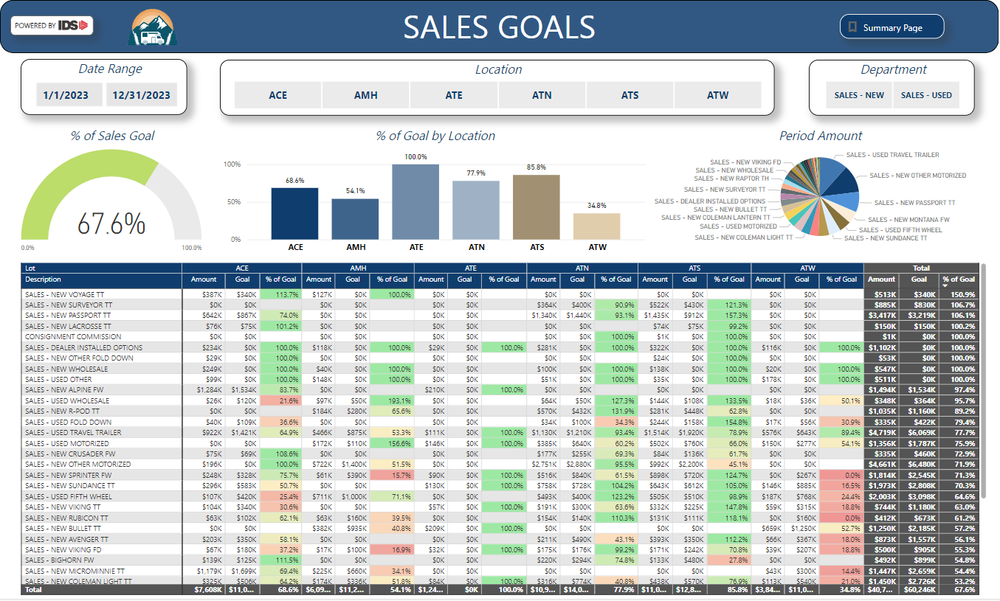 POWERED BY IDS
SALES GOALS
Summary Page
Date Range
1/1/2023 12/31/2023
Location
ACE AMH ATE ATN ATS ATW
Department
SALES - NEW SALES - USED
% of Sales Goal
67.6%
0.0% 100.0%
% of Goal by Location
100%
50%
0%
68.6% 54.1% 100.0% 77.9% 85.8% 34.8%
ACE AMH ATE ATN ATS ATW
Period Amount
SALES - USED TRAVEL TRAILER
SALES - NEW OTHER MOTORIZED
SALES - NEW PASSPORT TT
SALES - NEW MONTANA FW
SALES - USED FIFTH WHEEL
SALES - NEW SUNDANCE TT
SALES - NEW VIKING FD
SALES - NEW WHOLESALE
SALES - NEW RAPTOR TH
SALES - NEW SURVEYOR TT
SALES - DEALER INSTALLED OPTIONS
SALES - NEW BULLET TT
SALES - NEW COLEMAN LANTERN TT
SALES - USED MOTORIZED
SALES - NEW COLEMAN LIGHT TT
Lot ACE AMH ATE ATN ATS ATW Total
Description Amount Goal % of Goal Amount Goal % of Goal Amount Goal % of Goal Amount Goal % of Goal Amount Goal % of Goal Amount Goal % of Goal Amount Goal % of Goal
SALES - NEW VOYAGE TT $387K $340K 113.7% $127K $0K 100.0% $0K $0K $0K $0K $0K $0K $0K $0K $513K $340K 150.9%
SALES - NEW SURVEYOR TT $0K $0K $0K $0K $0K $0K $364K $400K 90.9% $522K $430K 121.3% $0K $0K $885K $830K 106.7%
SALES - NEW PASSPORT TT $642K $867K 74.0% $0K $0K $0K $0K $1,340K $1,440K 93.1% $1,435K $912K 157.3% $0K $0K $3,417K $3,219K 106.1%
SALES - NEW LACROSSE TT $76K $75K 101.2% $0K $0K $0K $0K $0K $0K $74K $75K 99.2% $0K $0K $150K $150K 100.2%
CONSIGNMENT COMMISSION $0K $0K $0K $0K $0K $0K $0K $0K 100.0% $1K $0K 100.0% $0K $0K $1K $0K 100.0%
SALES - DEALER INSTALLED OPTIONS $234K $0K 100.0% $118K $0K 100.0% $29K $0K 100.0% $281K $0K 100.0% $322K $0K 100.0% $116K $0K 100.0% $1,102K $0K 100.0%
SALES - NEW OTHER FOLD DOWN $29K $0K 100.0% $0K $0K $0K $0K $0K $0K $24K $0K 100.0% $0K $0K $53K $0K 100.0%
SALES - NEW WHOLESALE $249K $0K 100.0% $40K $0K 100.0% $0K $0K $100K $0K 100.0% $138K $0K 100.0% $20K $0K 100.0% $547K $0K 100.0%
SALES - USED OTHER $99K $0K 100.0% $148K $0K 100.0% $0K $0K $51K $0K 100.0% $35K $0K 100.0% $178K $0K 100.0% $511K $0K 100.0%
SALES - NEW ALPINE FW $1,284K $1,534K 83.7% $0K $0K $210K $0K 100.0% $0K $0K $0K $0K $0K $0K $1,494K $1,534K 97.4%
SALES - USED WHOLESALE $26K $120K 21.6% $97K $50K 193.1% $0K $0K $64K $50K 127.3% $144K $108K 133.5% $18K $36K 50.1% $348K $364K 95.7%
SALES - NEW R-POD TT $0K $0K $184K $280K 65.6% $0K $0K $570K $432K 131.9% $281K $448K 62.8% $0K $0K $1,035K $1,160K 89.2%
SALES - USED FOLD DOWN $40K $109K 36.6% $0K $0K $0K $0K $34K $100K 34.3% $244K $158K 154.8% $17K $56K 30.9% $335K $422K 79.4%
SALES - USED TRAVEL TRAILER $922K $1,421K 64.9% $466K $875K 53.3% $111K $0K 100.0% $1,130K $1,210K 93.4% $1,514K $1,920K 78.9% $576K $643K 89.4% $4,719K $6,069K 77.7%
SALES - USED MOTORIZED $0K $0K $172K $110K 156.6% $146K $0K 100.0% $385K $640K 60.2% $502K $760K 66.0% $150K $277K 54.1% $1,356K $1,787K 75.9%
SALES - NEW CRUSADER FW $75K $69K 108.6% $0K $0K $0K $0K $177K $255K 69.3% $84K $136K 61.7% $0K $0K $335K $460K 72.9%
SALES - NEW OTHER MOTORIZED $196K $0K 100.0% $722K $1,400K 51.5% $0K $0K $2,751K $2,880K 95.5% $992K $2,200K 45.1% $0K $0K $4,661K $6,480K 71.9%
SALES - NEW SPRINTER FW $248K $328K 75.7% $61K $390K 15.7% $90K $0K 100.0% $516K $840K 61.5% $898K $720K 124.7% $0K $267K 0.0% $1,814K $2,545K 71.3%
SALES - NEW SUNDANCE TT $296K $583K 50.7% $0K $0K $130K $0K 100.0% $758K $728K 104.2% $643K $612K 105.0% $146K $885K 16.5% $1,973K $2,808K 70.3%
SALES - USED FIFTH WHEEL $107K $420K 25.4% $711K $1,000K 71.1% $0K $0K $493K $400K 123.2% $505K $510K 98.9% $187K $768K 24.4% $2,003K $3,098K 64.6%
SALES - NEW VIKING TT $104K $340K 30.6% $0K $0K $57K $0K 100.0% $191K $300K 63.6% $332K $225K 147.8% $59K $315K 18.8% $744K $1,180K 63.0%
SALES - NEW RUBICON TT $63K $102K 62.1% $63K $160K 39.5% $0K $0K $154K $140K 110.3% $131K $111K 118.1% $0K $160K 0.0% $412K $673K 61.2%
SALES - NEW BULLET TT $0K $0K $382K $935K 40.8% $209K $0K 100.0% $0K $0K $0K $0K $659K $1,250K 52.7% $1,250K $2,185K 57.2%
SALES - NEW AVENGER TT $203K $350K 58.1% $0K $0K $0K $0K $211K $490K 43.1% $393K $350K 112.2% $66K $367K 18.0% $873K $1,557K 56.1%
SALES - NEW VIKING FD $67K $180K 37.2% $17K $100K 16.9% $32K $0K 100.0% $175K $176K 99.2% $171K $242K 70.8% $39K $207K 18.8% $500K $905K 55.3%
SALES - BIGHORN FW $139K $125K 111.5% $0K $0K $0K $0K $220K $294K 74.8% $133K $480K 27.8% $0K $0K $492K $899K 54.8%
SALES - NEW MICROMINNIE TT $1,179K $1,699K 69.4% $225K $660K 34.1% $0K $0K $0K $0K $0K $0K $43K $300K 14.4% $1,447K $2,659K 54.4%
SALES - NEW COLEMAN LIGHT TT $325K $506K 64.2% $174K $336K 51.8% $84K $0K 100.0% $316K $774K 40.8% $438K $570K 76.9% $113K $540K 21.0% $1,450K $2,726K 53.2%
Total $7,608K $11,0... 68.6% $6,09... $11,2... 54.1% $1,24... $0K 100.0% $10,9... $14,0... 77.9% $11,0... $12,8... 85.8% $3,84... $11,0... 34.8% $40,7... $60,246K 67.6%